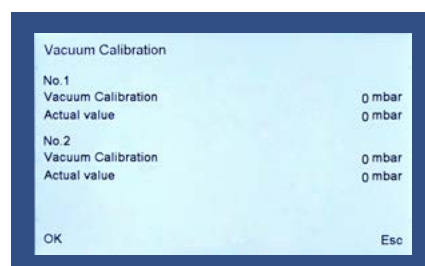 Vacuum Calibration
No.1
Vacuum Calibration 0 mbar
Actual value 0 mbar
No.2
Vacuum Calibration 0 mbar
Actual value 0 mbar
OK Esc